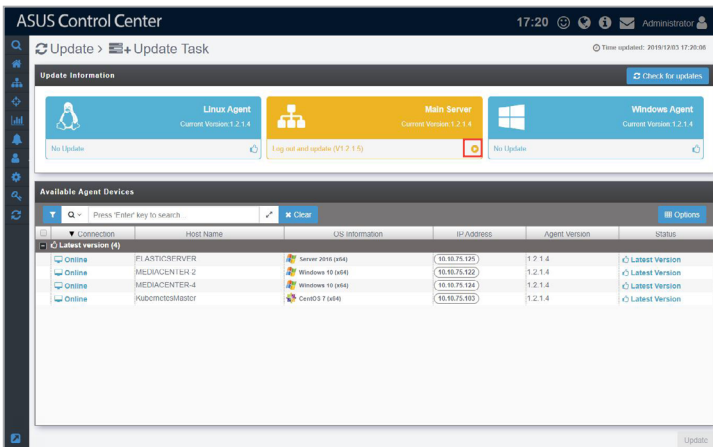 ASUS Control Center
17:20
Administrator
Update > Update Task
Time updated: 2019/12/03 17:20:08
Update Information
Check for updates
Linux Agent
Current Version:1.2.1.4
No Update
Main Server
Current Version:1.2.1.4
Log out and update (V1.2.1.5)
Windows Agent
Current Version:1.2.1.4
No Update
Available Agent Devices
Press 'Enter' key to search...
Clear
Options
Connection Host Name OS Information IP Address Agent Version Status
Latest version (4)
Online ELASTICSERVER Server 2016 (x64) 10.10.75.125 1.2.1.4 Latest Version
Online MEDIACENTER-2 Windows 10 (x64) 10.10.75.122 1.2.1.4 Latest Version
Online MEDIACENTER-4 Windows 10 (x64) 10.10.75.124 1.2.1.4 Latest Version
Online KubernetesMaster CentOS 7 (x64) 10.10.75.103 1.2.1.4 Latest Version
Update